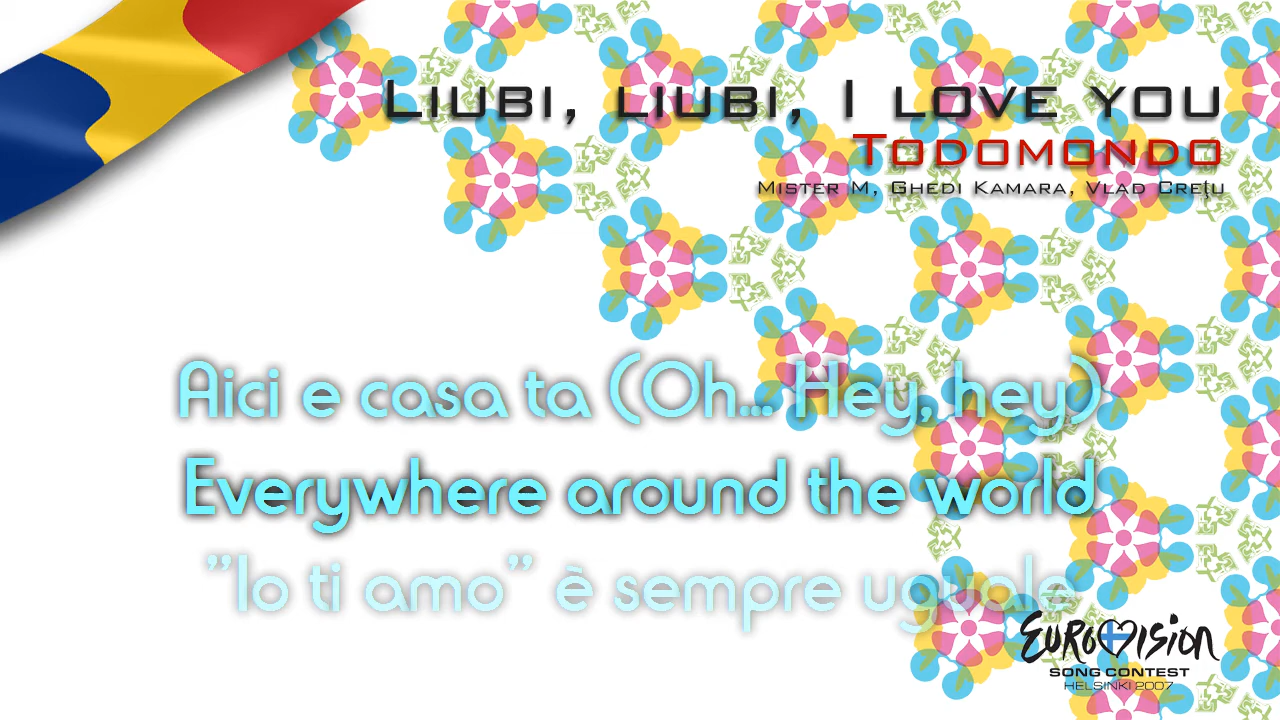 Liubi, liubi, I love you
Todomondo
Mister M, Ghedi Kamara, Vlad Crețu
Aici e casa ta (Oh... Hey, hey)
Everywhere around the world
"Io ti amo" è sempre uguale
EUROVISION
SONG CONTEST
HELSINKI 2007